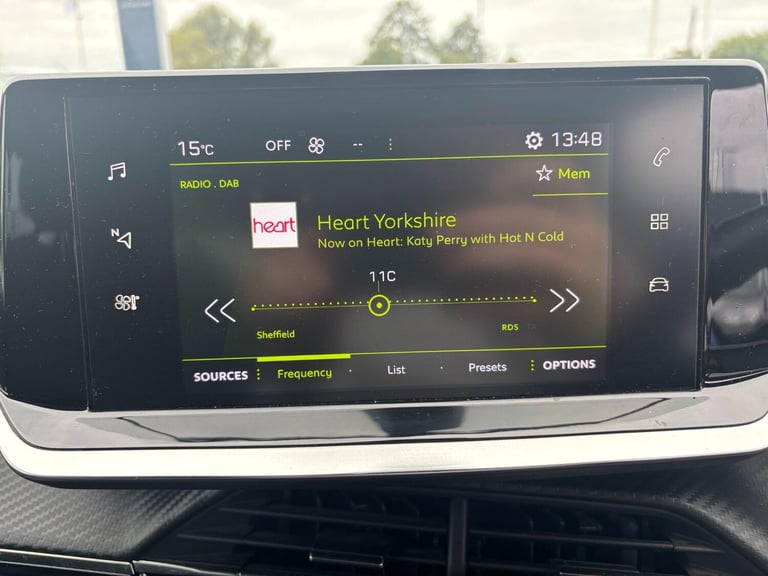 15°C OFF -- 13:48
RADIO . DAB
Mem
heart
Heart Yorkshire
Now on Heart: Katy Perry with Hot N Cold
N
11C
Sheffield
RDS
SOURCES Frequency List Presets OPTIONS